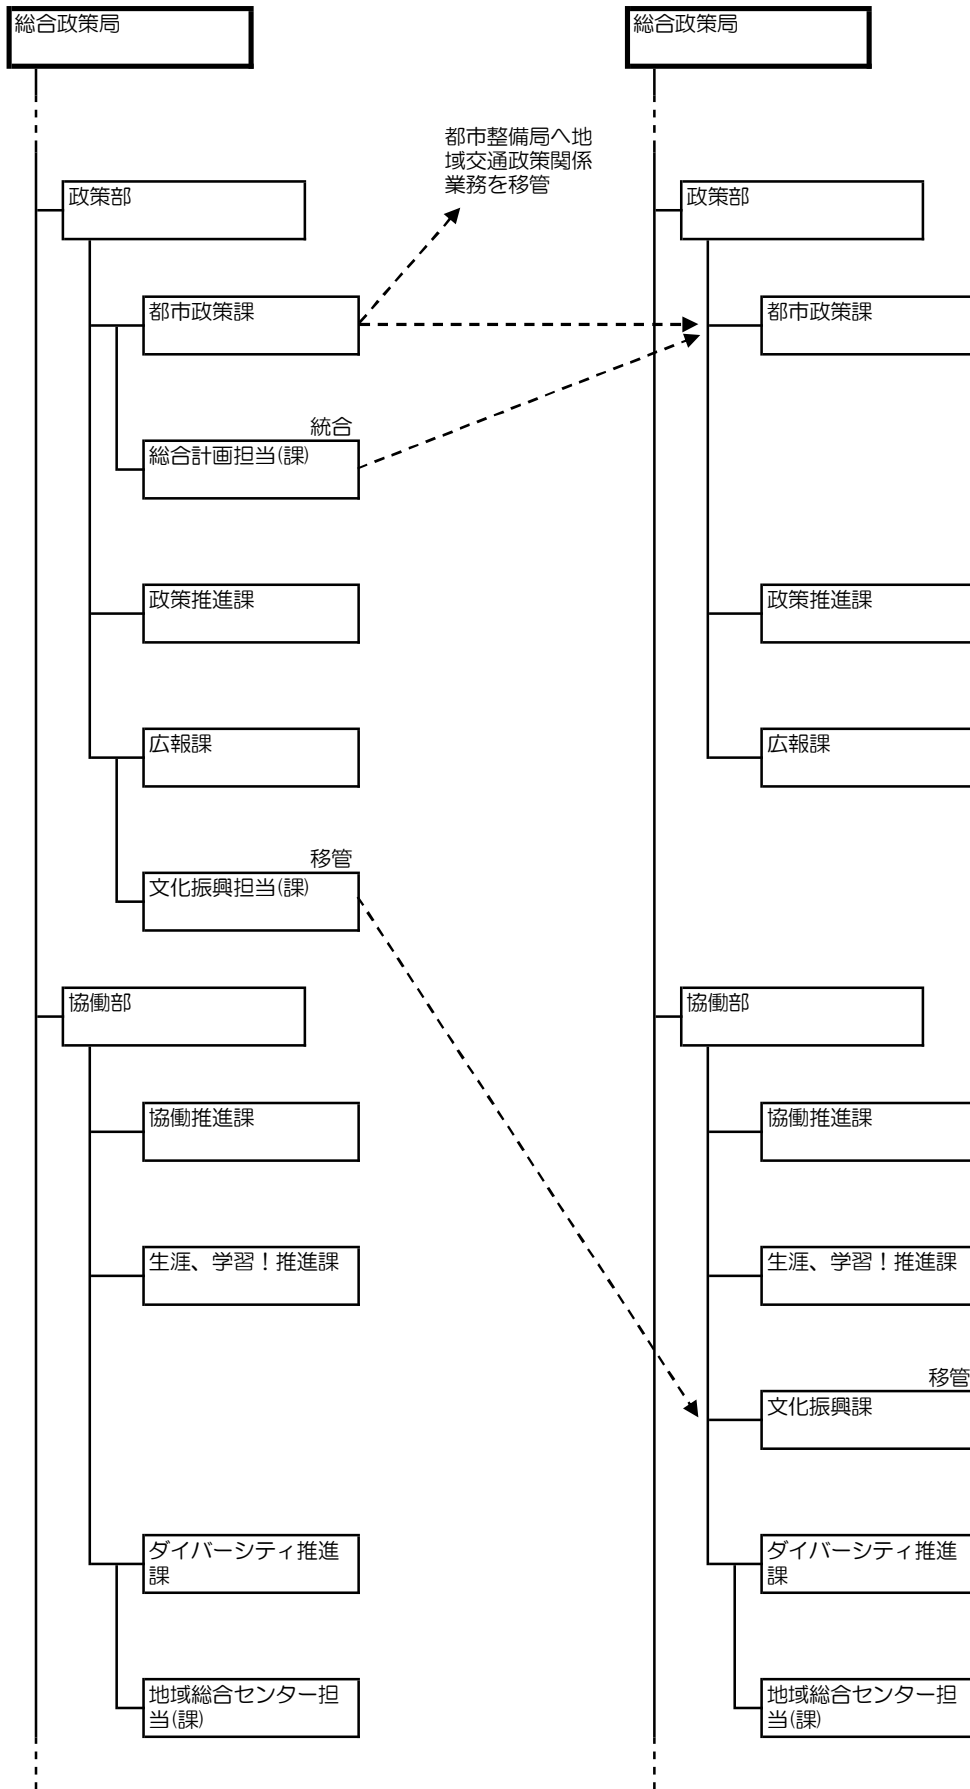 総合政策局
総合政策局
都市整備局へ地
域交通政策関係
業務を移管
政策部
政策部
都市政策課
都市政策課
統合
総合計画担当(課)
政策推進課
政策推進課
広報課
広報課
移管
文化振興担当(課)
協働部
協働部
協働推進課
協働推進課
生涯、学習！推進課
生涯、学習！推進課
移管
文化振興課
ダイバーシティ推進
課
ダイバーシティ推進
課
地域総合センター担
当(課)
地域総合センター担
当(課)